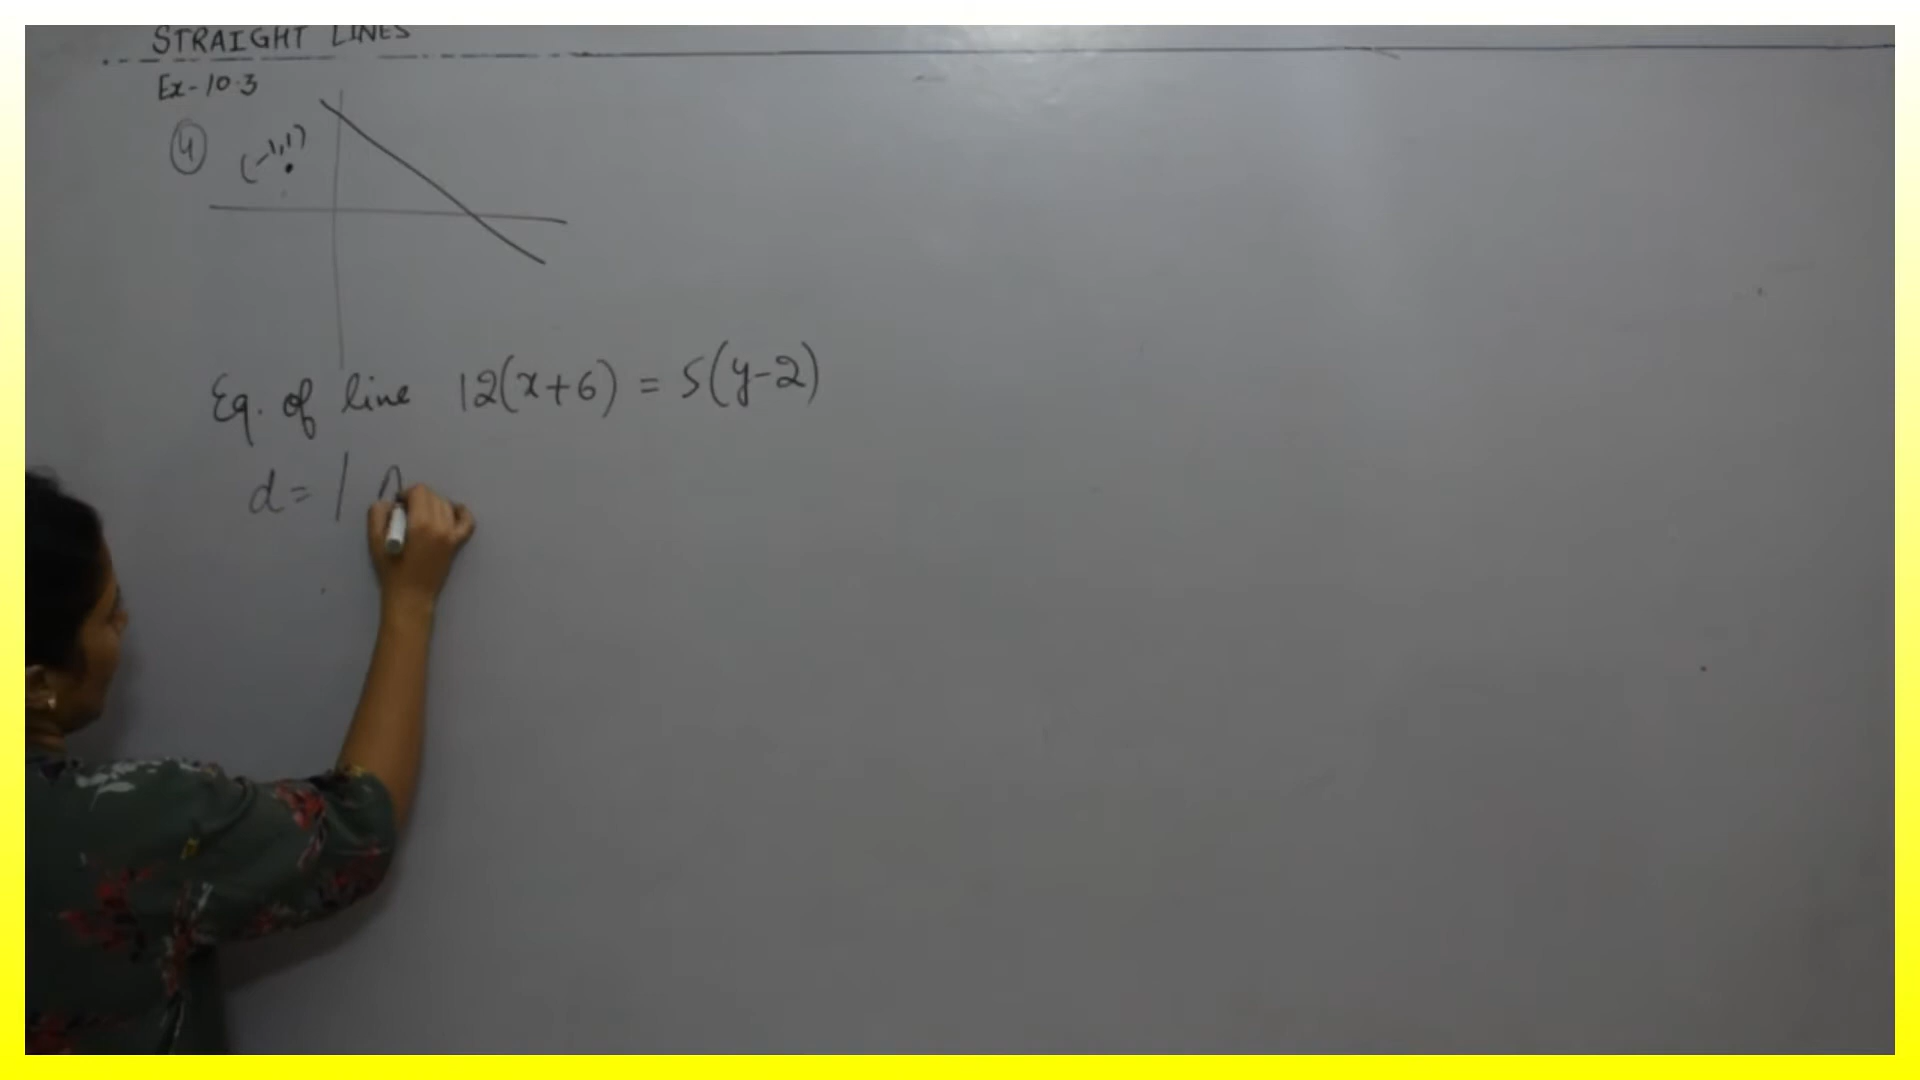 STRAIGHT LINES
Ex-10.3
4 (-1,1)
Eq. of line 12(x+6) = 5(y-2)
d = | A